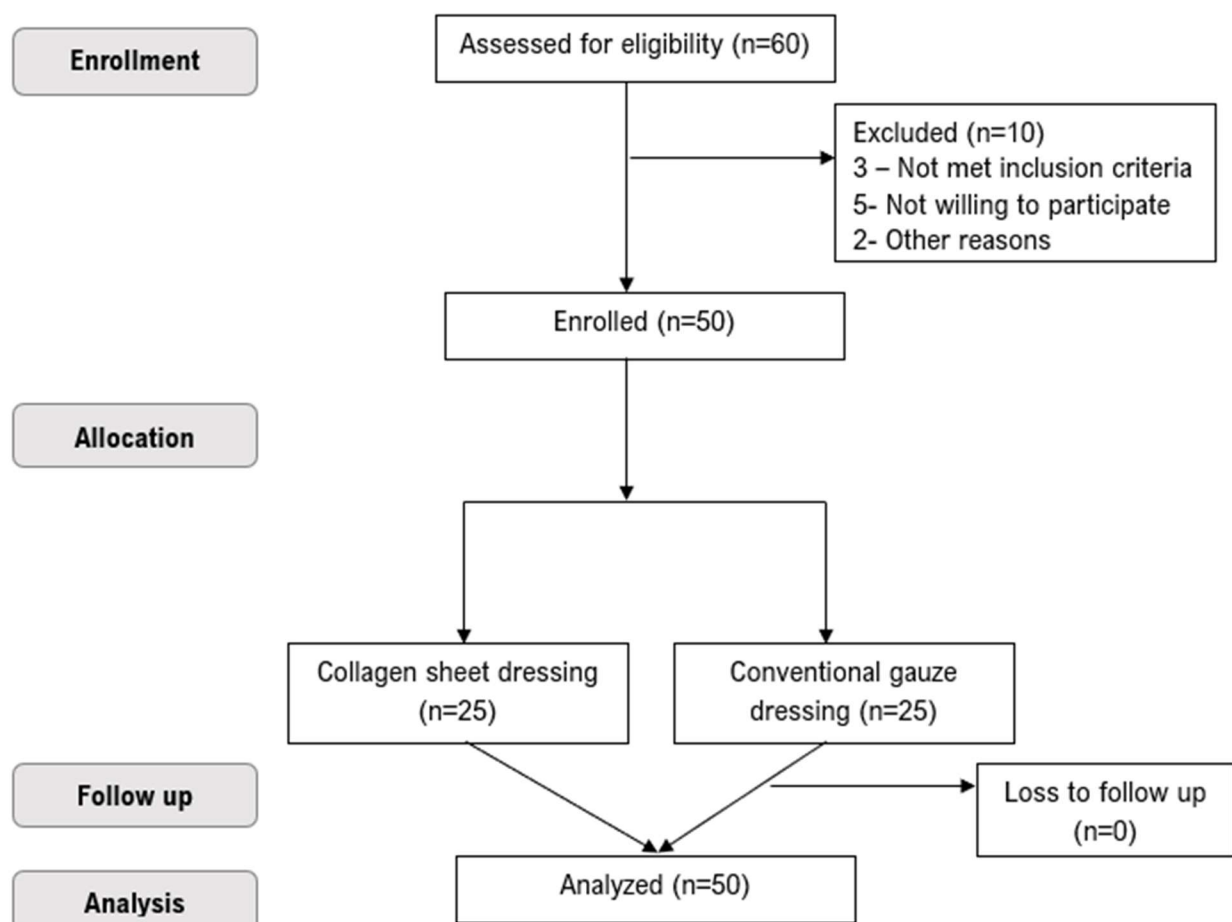 Enrollment
Assessed for eligibility (n=60)
Excluded (n=10)
3 – Not met inclusion criteria
5- Not willing to participate
2- Other reasons
Enrolled (n=50)
Allocation
Collagen sheet dressing
(n=25)
Conventional gauze
dressing (n=25)
Follow up
Loss to follow up
(n=0)
Analysis
Analyzed (n=50)